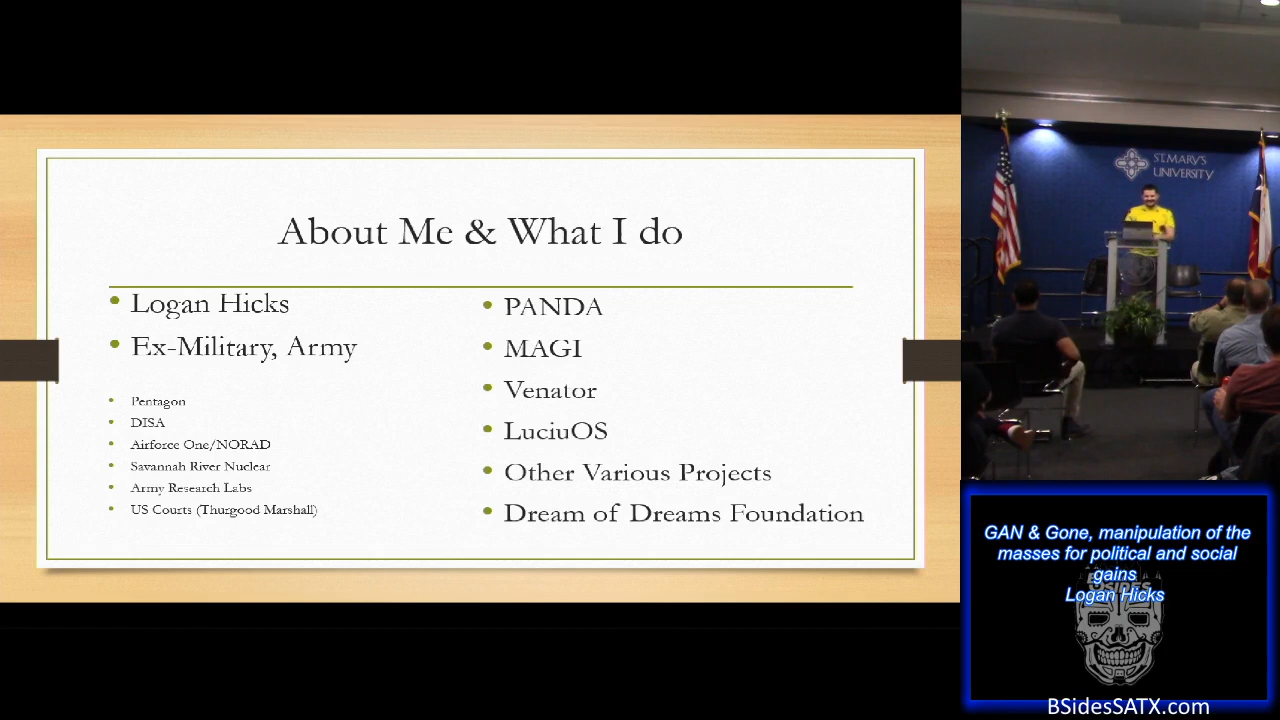 About Me & What I do
Logan Hicks
Ex-Military, Army
Pentagon
DISA
Airforce One/NORAD
Savannah River Nuclear
Army Research Labs
US Courts (Thurgood Marshall)
PANDA
MAGI
Venator
LuciuOS
Other Various Projects
Dream of Dreams Foundation
ST. MARY'S
UNIVERSITY
GAN & Gone, manipulation of the
masses for political and social
gains
Logan Hicks
BSIDES
BSidesSATX.com